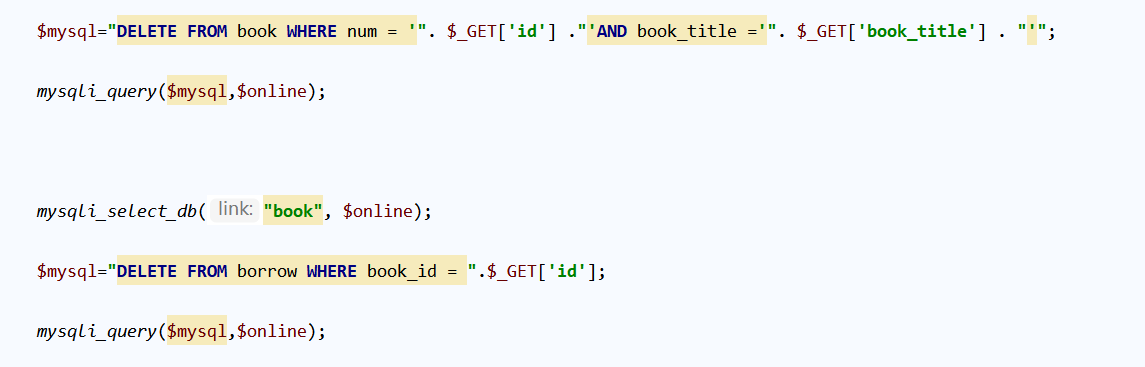 $mysql="DELETE FROM book WHERE num = '". $_GET['id'] ."'AND book_title ='". $_GET['book_title'] . "'";
mysqli_query($mysql,$online);
mysqli_select_db( link: "book", $online);
$mysql="DELETE FROM borrow WHERE book_id = ".$_GET['id'];
mysqli_query($mysql,$online);